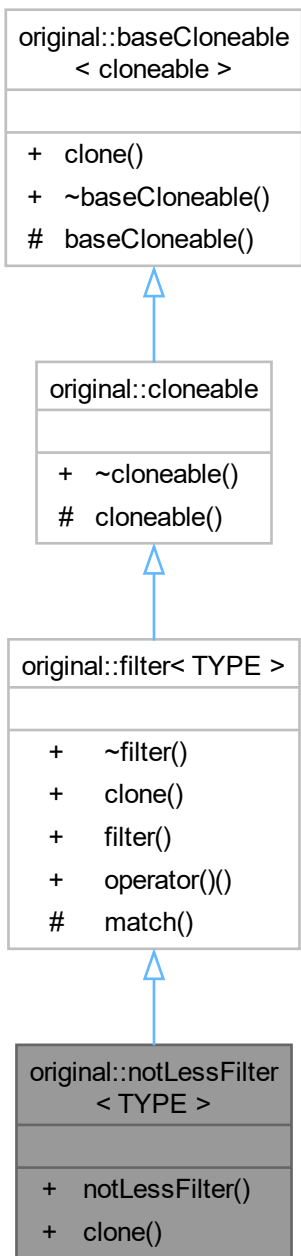 original::baseCloneable
< cloneable >
+ clone()
+ ~baseCloneable()
# baseCloneable()
original::cloneable
+ ~cloneable()
# cloneable()
original::filter< TYPE >
+ ~filter()
+ clone()
+ filter()
+ operator()()
# match()
original::notLessFilter
< TYPE >
+ notLessFilter()
+ clone()